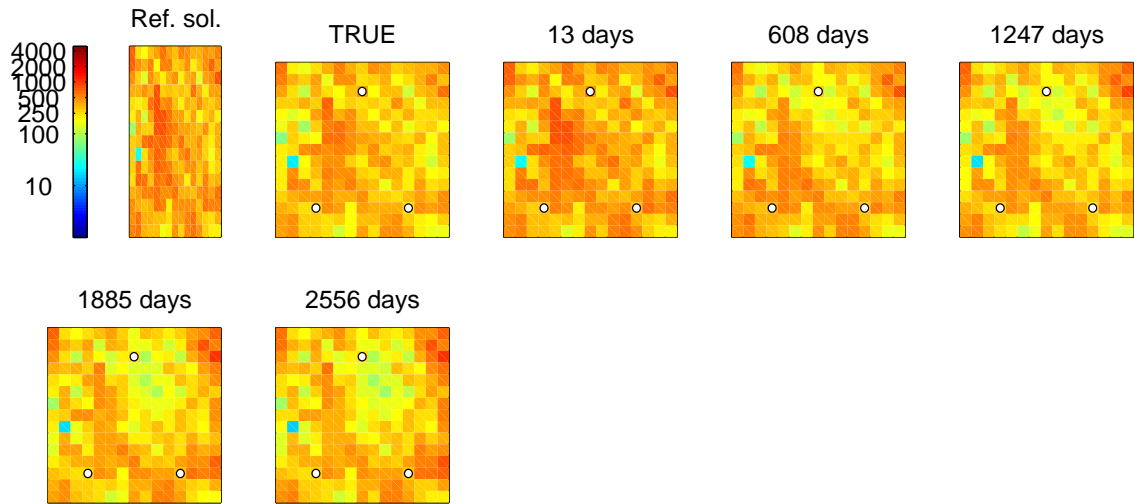 Ref. sol.
TRUE
13 days
608 days
1247 days
4000
2000
1000
500
250
100
10
1885 days
2556 days